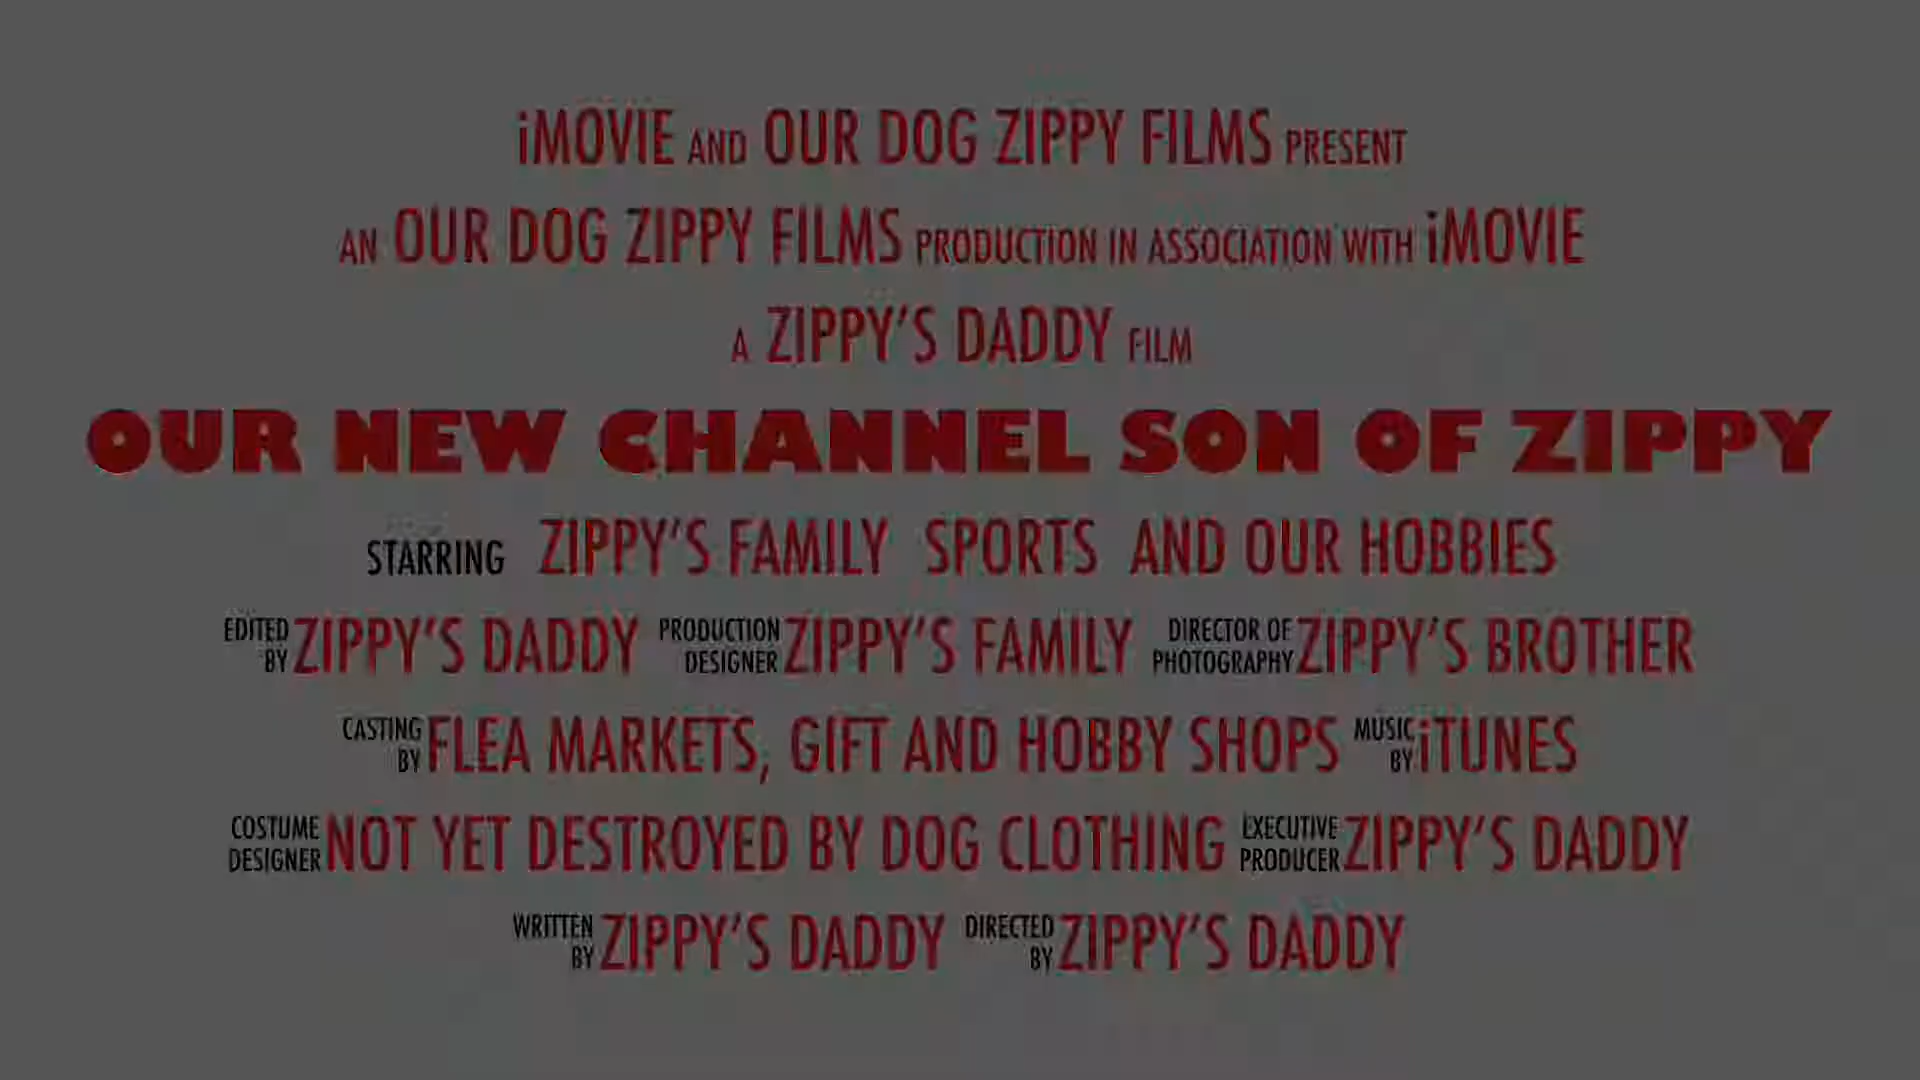 iMOVIE AND OUR DOG ZIPPY FILMS PRESENT
AN OUR DOG ZIPPY FILMS PRODUCTION IN ASSOCIATION WITH iMOVIE
A ZIPPY'S DADDY FILM
OUR NEW CHANNEL SON OF ZIPPY
STARRING ZIPPY'S FAMILY SPORTS AND OUR HOBBIES
EDITED BY ZIPPY'S DADDY PRODUCTION DESIGNER ZIPPY'S FAMILY DIRECTOR OF PHOTOGRAPHY ZIPPY'S BROTHER
CASTING BY FLEA MARKETS, GIFT AND HOBBY SHOPS MUSIC BY iTUNES
COSTUME DESIGNER NOT YET DESTROYED BY DOG CLOTHING EXECUTIVE PRODUCER ZIPPY'S DADDY
WRITTEN BY ZIPPY'S DADDY DIRECTED BY ZIPPY'S DADDY